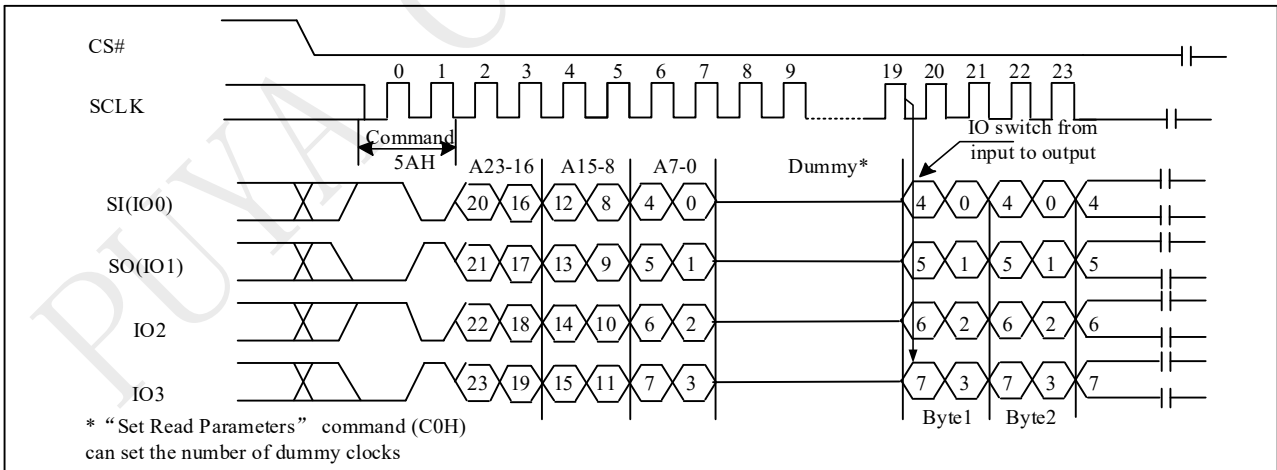 CS#
0 1 2 3 4 5 6 7 8 9 19 20 21 22 23
SCLK
Command
5AH
IO switch from
input to output
A23-16 A15-8 A7-0 Dummy*
SI(IO0) 20 16 12 8 4 0 4 0 4 0 4
SO(IO1) 21 17 13 9 5 1 5 1 5 1 5
IO2 22 18 14 10 6 2 6 2 6 2 6
IO3 23 19 15 11 7 3 7 3 7 3 7
Byte1 Byte2
* “Set Read Parameters” command (C0H)
can set the number of dummy clocks
PUYA